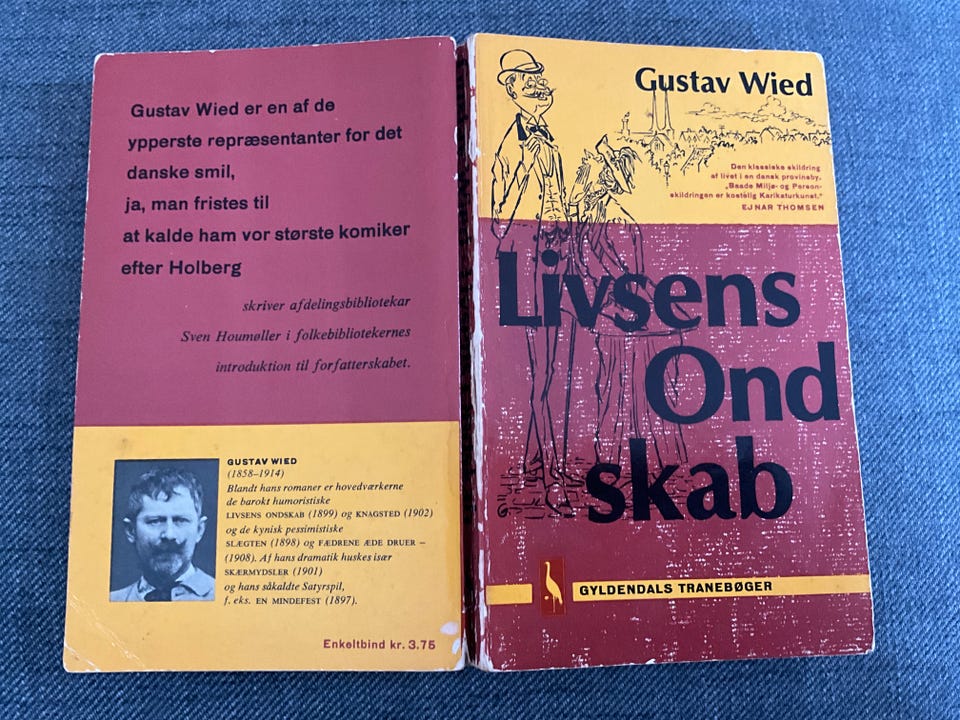 Gustav Wied er en af de
ypperste repræsentanter for det
danske smil,
ja, man fristes til
at kalde ham vor største komiker
efter Holberg
skriver afdelingsbibliotekar
Sven Houmøller i folkebibliotekernes
introduktion til forfatterskabet.
GUSTAV WIED
(1858–1914)
Blandt hans romaner er hovedværkerne
de barokt humoristiske
LIVSENS ONDSKAB (1899) og KNAGSTED (1902)
og de kynisk pessimistiske
SLÆGTEN (1898) og FÆDRENE ÆDE DRUER –
(1908). Af hans dramatik huskes især
SKÆRMYDSLER (1901)
og hans såkaldte Satyrspil,
f. eks. EN MINDEFEST (1897).
Enkeltbind kr. 3.75
Gustav Wied
Den klassiske skildring
af livet i en dansk provinsby.
„Baade Miljø- og Person-
skildringen er kostelig Karikaturkunst."
EJNAR THOMSEN
Livsens
Ond
skab
GYLDENDALS TRANEBØGER